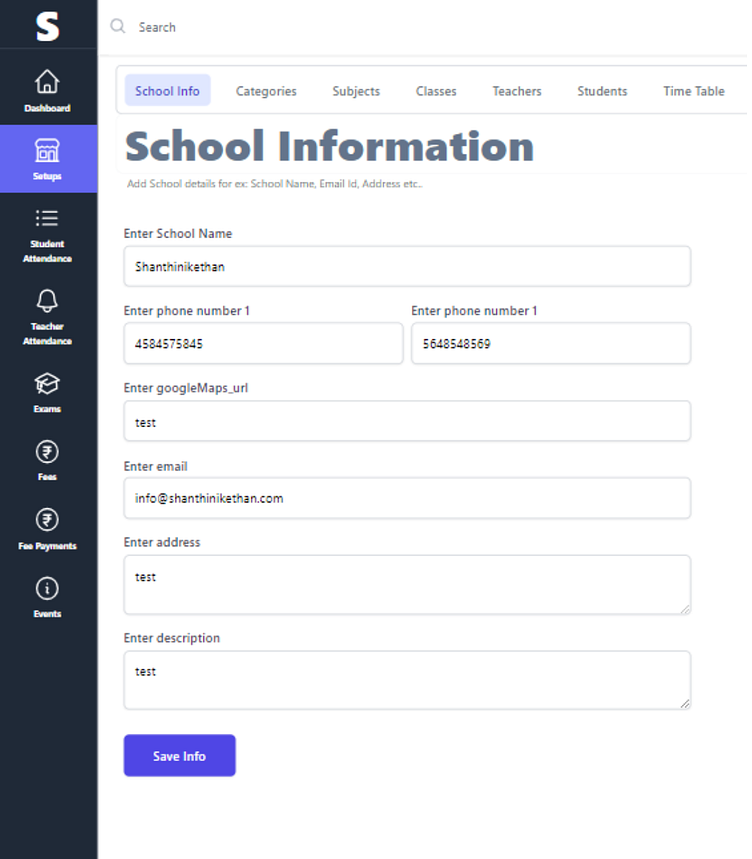 S
Search
Dashboard
Setups
Student
Attendance
Teacher
Attendance
Exams
Fees
Fee Payments
Events
School Info Categories Subjects Classes Teachers Students Time Table
School Information
Add School details for ex: School Name, Email Id, Address etc..
Enter School Name
Shanthinikethan
Enter phone number 1 Enter phone number 1
4584575845 5648548569
Enter googleMaps_url
test
Enter email
info@shanthinikethan.com
Enter address
test
Enter description
test
Save Info